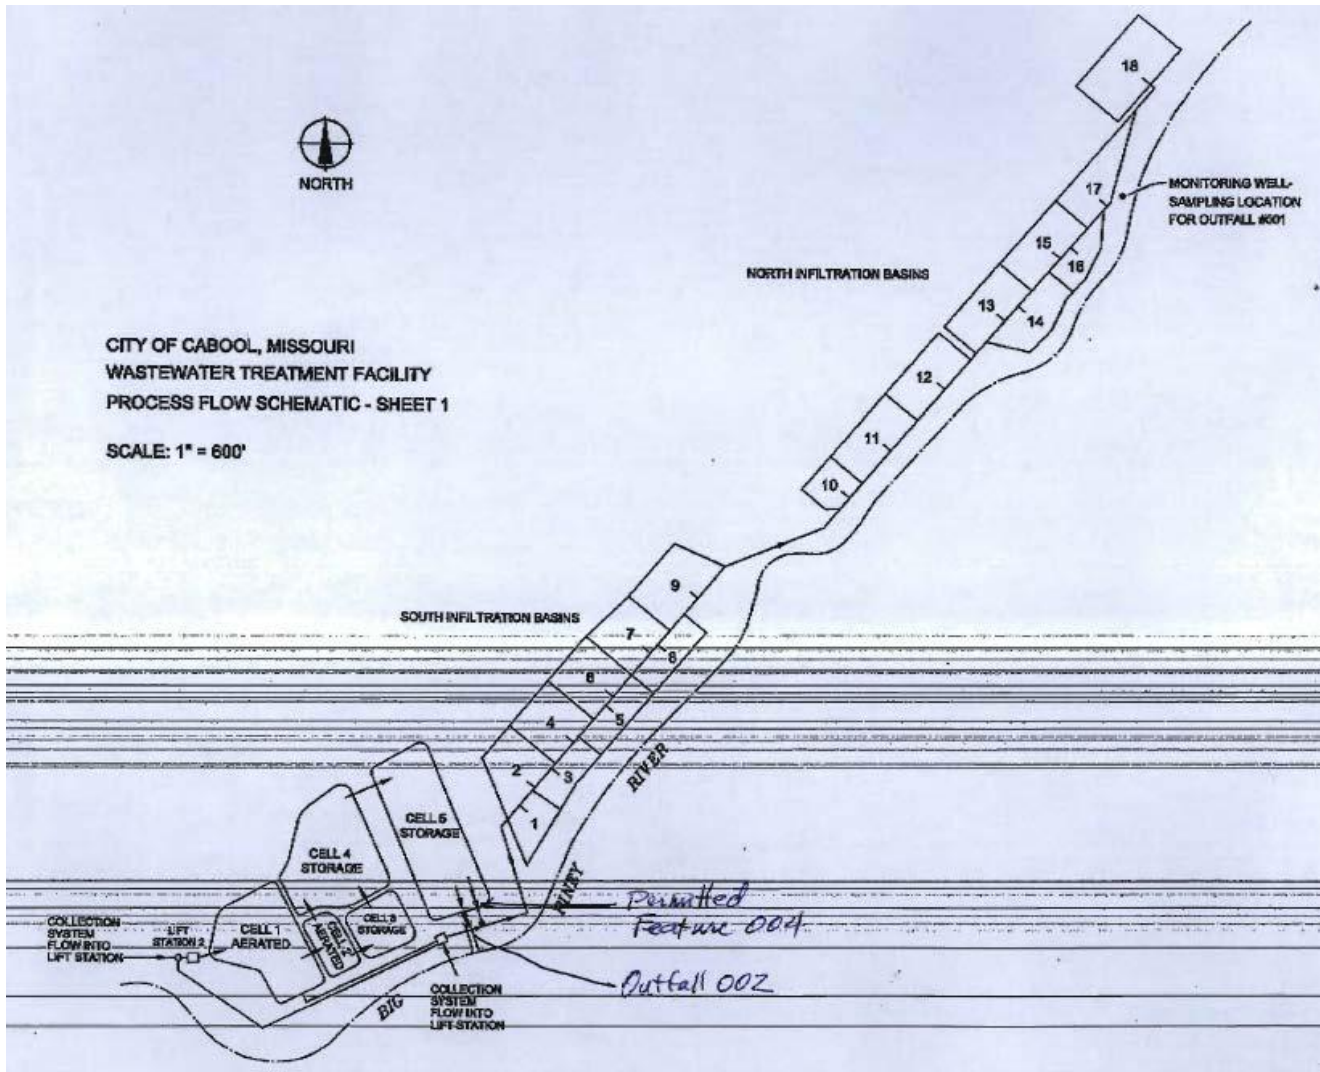 NORTH
CITY OF CABOOL, MISSOURI
WASTEWATER TREATMENT FACILITY
PROCESS FLOW SCHEMATIC - SHEET 1
SCALE: 1" = 600'
18
17
MONITORING WELL-
SAMPLING LOCATION
FOR OUTFALL #001
15
16
NORTH INFILTRATION BASINS
13
14
12
11
10
9
SOUTH INFILTRATION BASINS
7
8
6
4
5
2
3
1
RIVER
PINEY
BIG
CELL 5
STORAGE
CELL 4
STORAGE
CELL 3
STORAGE
CELL 2
AERATED
CELL 1
AERATED
LIFT
STATION 2
COLLECTION
SYSTEM
FLOW INTO
LIFT STATION
COLLECTION
SYSTEM
FLOW INTO
LIFT STATION
Permitted
Feature 004
Outfall 002